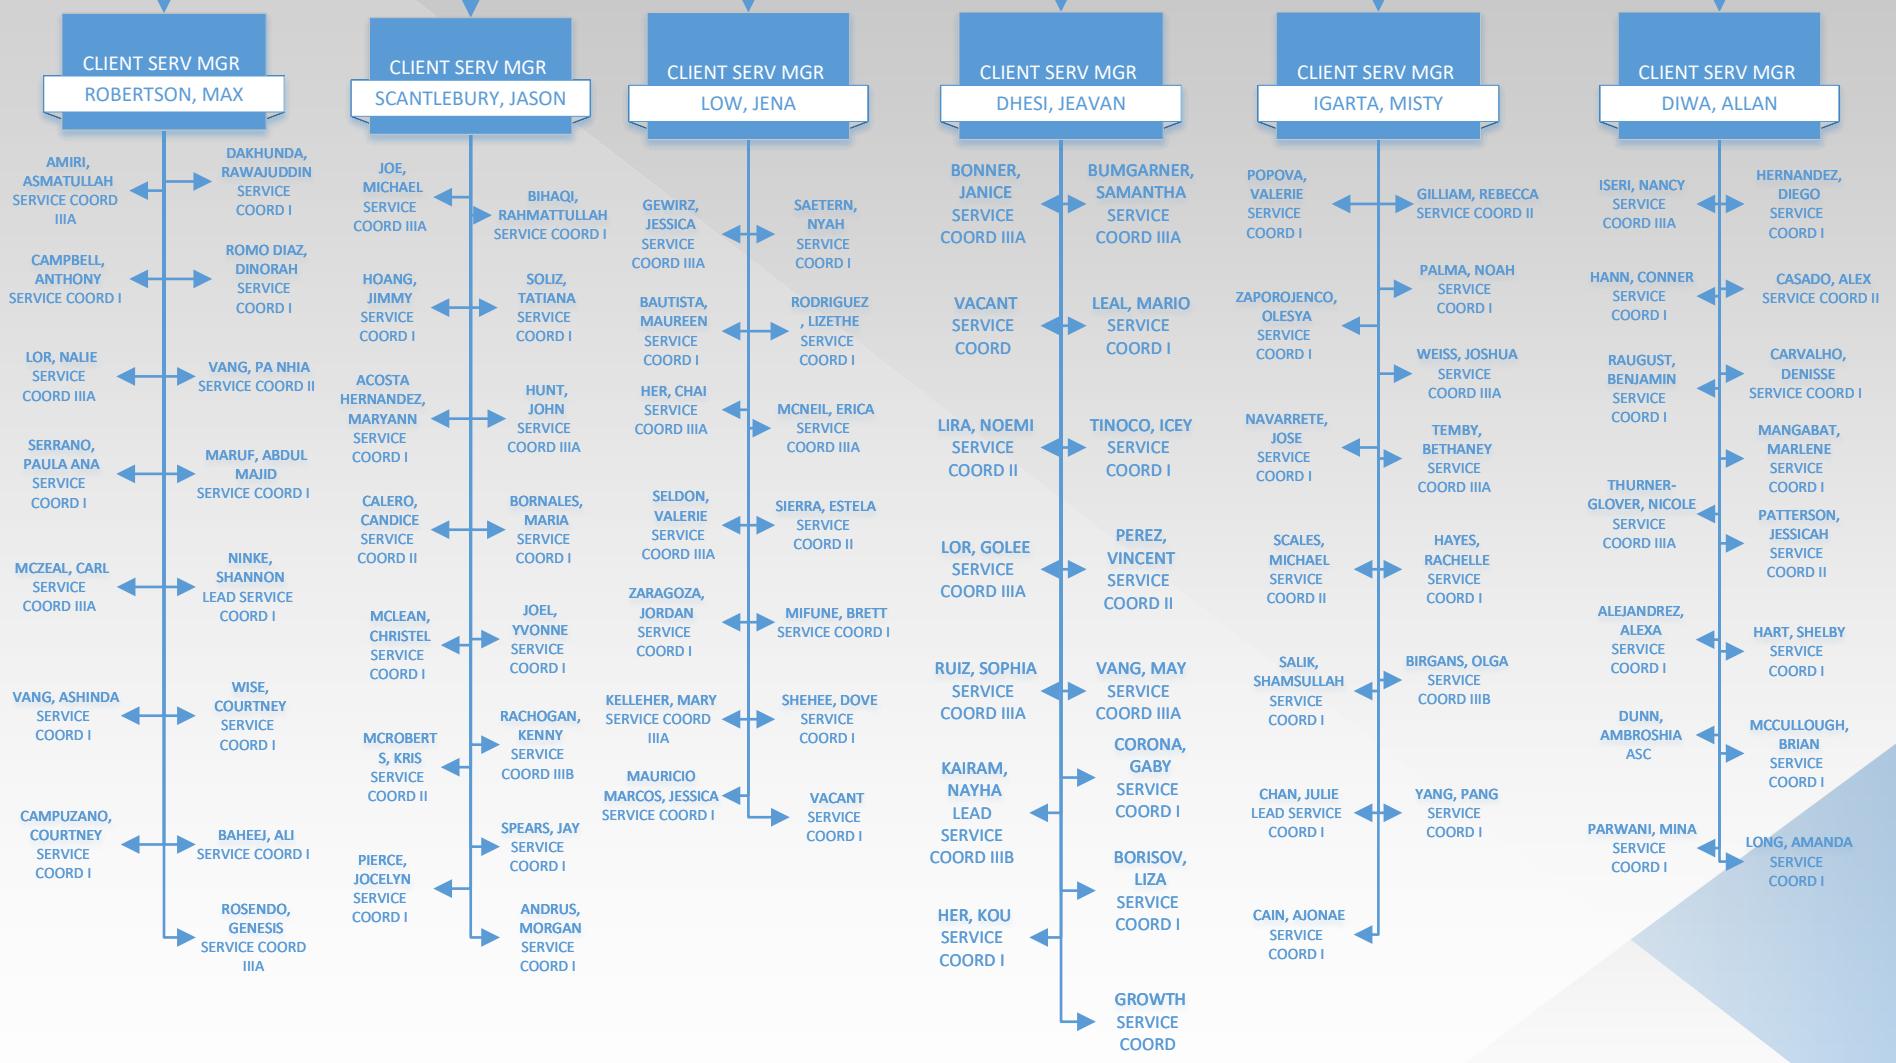 CLIENT SERV MGR
ROBERTSON, MAX
AMIRI,
ASMATULLAH
SERVICE COORD
IIIA
DAKHUNDA,
RAWAJUDDIN
SERVICE
COORD I
CAMPBELL,
ANTHONY
SERVICE COORD I
ROMO DIAZ,
DINORAH
SERVICE
COORD I
LOR, NALIE
SERVICE
COORD IIIA
VANG, PA NHIA
SERVICE COORD II
SERRANO,
PAULA ANA
SERVICE
COORD I
MARUF, ABDUL
MAJID
SERVICE COORD I
MCZEAL, CARL
SERVICE
COORD IIIA
NINKE,
SHANNON
LEAD SERVICE
COORD I
VANG, ASHINDA
SERVICE
COORD I
WISE,
COURTNEY
SERVICE
COORD I
CAMPUZANO,
COURTNEY
SERVICE
COORD I
BAHEEJ, ALI
SERVICE COORD I
ROSENDO,
GENESIS
SERVICE COORD
IIIA
CLIENT SERV MGR
SCANTLEBURY, JASON
JOE,
MICHAEL
SERVICE
COORD IIIA
BIHAQI,
RAHMATTULLAH
SERVICE COORD I
HOANG,
JIMMY
SERVICE
COORD I
SOLIZ,
TATIANA
SERVICE
COORD I
ACOSTA
HERNANDEZ,
MARYANN
SERVICE
COORD I
HUNT,
JOHN
SERVICE
COORD IIIA
CALERO,
CANDICE
SERVICE
COORD II
BORNALES,
MARIA
SERVICE
COORD I
MCLEAN,
CHRISTEL
SERVICE
COORD I
JOEL,
YVONNE
SERVICE
COORD I
MCROBERT
S, KRIS
SERVICE
COORD II
RACHOGAN,
KENNY
SERVICE
COORD IIIB
PIERCE,
JOCELYN
SERVICE
COORD I
SPEARS, JAY
SERVICE
COORD I
ANDRUS,
MORGAN
SERVICE
COORD I
CLIENT SERV MGR
LOW, JENA
GEWIRZ,
JESSICA
SERVICE
COORD IIIA
SAETERN,
NYAH
SERVICE
COORD I
BAUTISTA,
MAUREEN
SERVICE
COORD I
RODRIGUEZ
, LIZETHE
SERVICE
COORD I
HER, CHAI
SERVICE
COORD IIIA
MCNEIL, ERICA
SERVICE
COORD IIIA
SELDON,
VALERIE
SERVICE
COORD IIIA
SIERRA, ESTELA
SERVICE
COORD II
ZARAGOZA,
JORDAN
SERVICE
COORD I
MIFUNE, BRETT
SERVICE COORD I
KELLEHER, MARY
SERVICE COORD
IIIA
SHEHEE, DOVE
SERVICE
COORD I
MAURICIO
MARCOS, JESSICA
SERVICE COORD I
VACANT
SERVICE
COORD I
CLIENT SERV MGR
DHESI, JEAVAN
BONNER,
JANICE
SERVICE
COORD IIIA
BUMGARNER,
SAMANTHA
SERVICE
COORD IIIA
VACANT
SERVICE
COORD
LEAL, MARIO
SERVICE
COORD I
LIRA, NOEMI
SERVICE
COORD II
TINOCO, ICEY
SERVICE
COORD I
LOR, GOLEE
SERVICE
COORD IIIA
PEREZ,
VINCENT
SERVICE
COORD II
RUIZ, SOPHIA
SERVICE
COORD IIIA
VANG, MAY
SERVICE
COORD IIIA
KAIRAM,
NAYHA
LEAD
SERVICE
COORD IIIB
CORONA,
GABY
SERVICE
COORD I
HER, KOU
SERVICE
COORD I
BORISOV,
LIZA
SERVICE
COORD I
GROWTH
SERVICE
COORD
CLIENT SERV MGR
IGARTA, MISTY
POPOVA,
VALERIE
SERVICE
COORD I
GILLIAM, REBECCA
SERVICE COORD II
ZAPOROJENCO,
OLESYA
SERVICE
COORD I
PALMA, NOAH
SERVICE
COORD I
WEISS, JOSHUA
SERVICE
COORD IIIA
NAVARRETE,
JOSE
SERVICE
COORD I
TEMBY,
BETHANEY
SERVICE
COORD IIIA
SCALES,
MICHAEL
SERVICE
COORD II
HAYES,
RACHELLE
SERVICE
COORD I
SALIK,
SHAMSULLAH
SERVICE
COORD I
BIRGANS, OLGA
SERVICE
COORD IIIB
CHAN, JULIE
LEAD SERVICE
COORD I
YANG, PANG
SERVICE
COORD I
CAIN, AJONAE
SERVICE
COORD I
CLIENT SERV MGR
DIWA, ALLAN
ISERI, NANCY
SERVICE
COORD IIIA
HERNANDEZ,
DIEGO
SERVICE
COORD I
HANN, CONNER
SERVICE
COORD I
CASADO, ALEX
SERVICE COORD II
RAUGUST,
BENJAMIN
SERVICE
COORD I
CARVALHO,
DENISSE
SERVICE COORD I
MANGABAT,
MARLENE
SERVICE
COORD I
THURNER-
GLOVER, NICOLE
SERVICE
COORD IIIA
PATTERSON,
JESSICAH
SERVICE
COORD II
ALEJANDREZ,
ALEXA
SERVICE
COORD I
HART, SHELBY
SERVICE
COORD I
DUNN,
AMBROSHIA
ASC
MCCULLOUGH,
BRIAN
SERVICE
COORD I
PARWANI, MINA
SERVICE
COORD I
LONG, AMANDA
SERVICE
COORD I